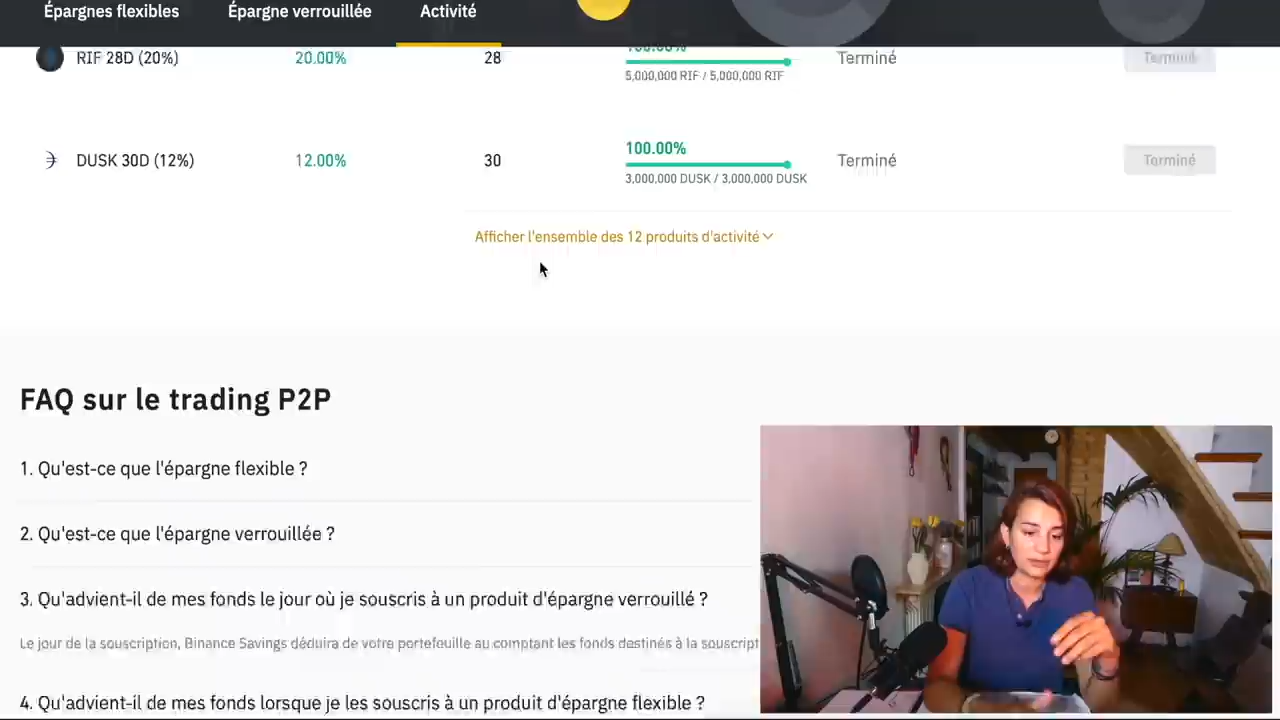 Épargnes flexibles Épargne verrouillée Activité
RIF 28D (20%) 20.00% 28 100.00% Terminé Terminé
5,000,000 RIF / 5,000,000 RIF
100.00%
DUSK 30D (12%) 12.00% 30 Terminé Terminé
3,000,000 DUSK / 3,000,000 DUSK
Afficher l'ensemble des 12 produits d'activité
FAQ sur le trading P2P
1. Qu'est-ce que l'épargne flexible ?
2. Qu'est-ce que l'épargne verrouillée ?
3. Qu'advient-il de mes fonds le jour où je souscris à un produit d'épargne verrouillé ?
Le jour de la souscription, Binance Savings déduira de votre portefeuille au comptant les fonds destinés à la souscript
4. Qu'advient-il de mes fonds lorsque je les souscris à un produit d'épargne flexible ?